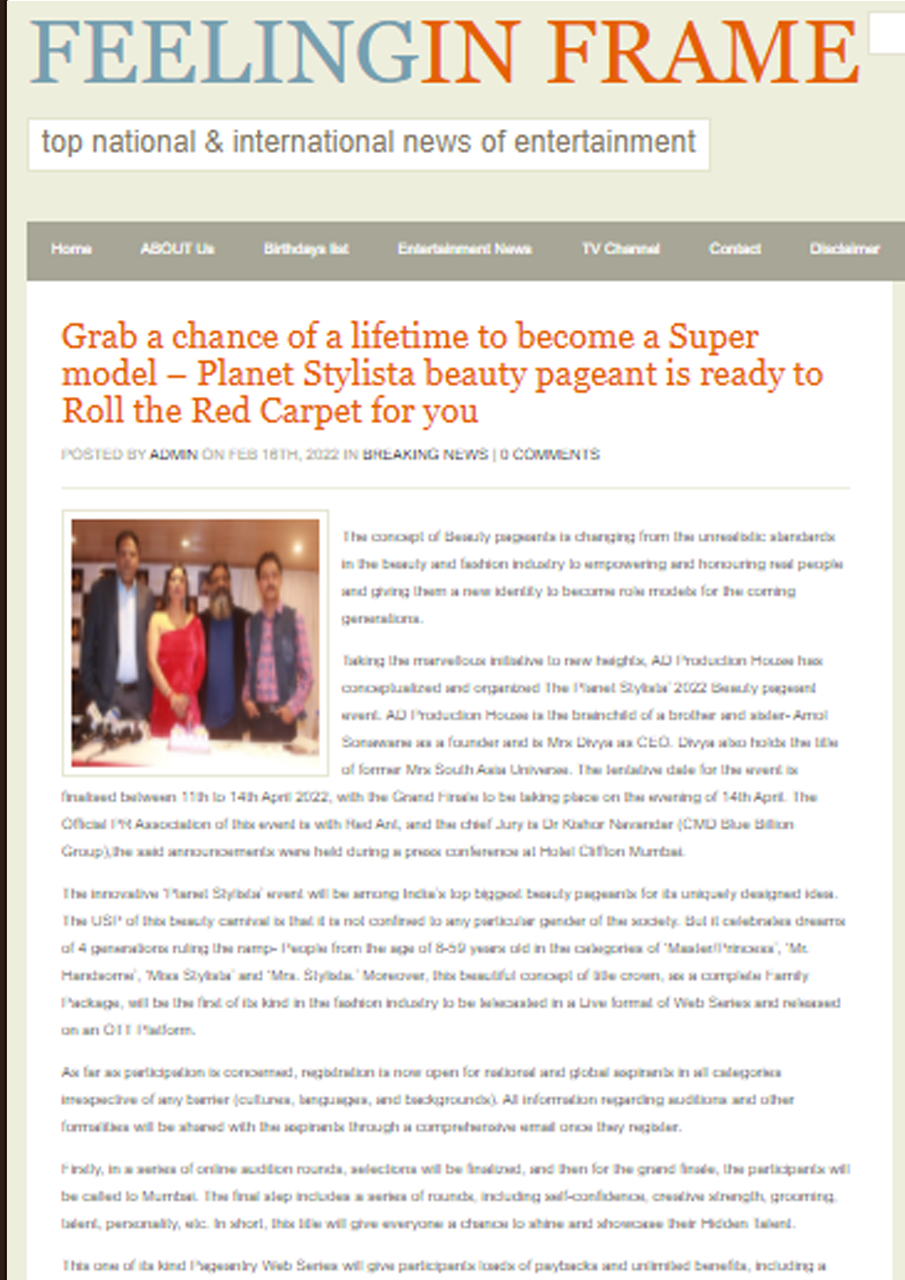 FEELINGIN FRAME
top national & international news of entertainment
Home ABOUT Us Birthdays list Entertainment News TV Channel Contact Disclaimer
Grab a chance of a lifetime to become a Super
model – Planet Stylista beauty pageant is ready to
Roll the Red Carpet for you
POSTED BY ADMIN ON FEB 16TH, 2022 IN BREAKING NEWS | 0 COMMENTS
The concept of Beauty pageants is changing from the unrealistic standards
in the beauty and fashion industry to empowering and honouring real people
and giving them a new identity to become role models for the coming
generations.
Taking the marvellous initiative to new heights, AD Production House has
conceptualized and organized The Planet Stylista' 2022 Beauty pageant
event. AD Production House is the brainchild of a brother and sister- Amol
Sonawane as a founder and is Mrs Divya as CEO. Divya also holds the title
of former Mrs South Asia Universe. The tentative date for the event is
finalised between 11th to 14th April 2022, with the Grand Finale to be taking place on the evening of 14th April. The
Official PR Association of this event is with Red Ant, and the chief Jury is Dr Kishor Navandar (CMD Blue Billion
Group),the said announcements were held during a press conference at Hotel Cliffton Mumbai.
The innovative 'Planet Stylista' event will be among India's top biggest beauty pageants for its uniquely designed idea.
The USP of this beauty carnival is that it is not confined to any particular gender of the society. But it celebrates dreams
of 4 generations ruling the ramp- People from the age of 8-59 years old in the categories of 'Master/Princess', 'Mr.
Handsome', 'Miss Stylista' and 'Mrs. Stylista.' Moreover, this beautiful concept of title crown, as a complete Family
Package, will be the first of its kind in the fashion industry to be telecasted in a Live format of Web Series and released
on an OTT Platform.
As far as participation is concerned, registration is now open for national and global aspirants in all categories
irrespective of any barrier (cultures, languages, and backgrounds). All information regarding auditions and other
formalities will be shared with the aspirants through a comprehensive email once they register.
Firstly, in a series of online audition rounds, selections will be finalized, and then for the grand finale, the participants will
be called to Mumbai. The final step includes a series of rounds, including self-confidence, creative strength, grooming,
talent, personality, etc. In short, this title will give everyone a chance to shine and showcase their Hidden Talent.
This one of its kind Pageantry Web Series will give participants loads of paybacks and unlimited benefits, including a